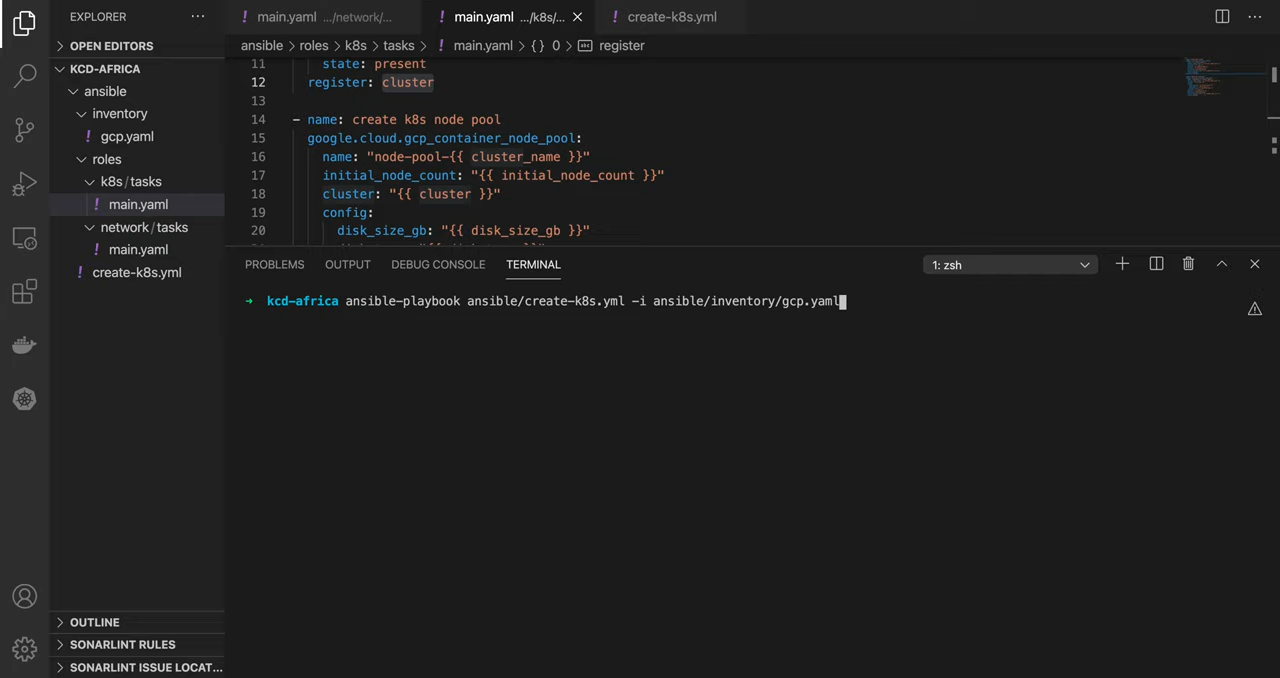 EXPLORER
OPEN EDITORS
KCD-AFRICA
ansible
inventory
! gcp.yaml
roles
k8s / tasks
! main.yaml
network / tasks
! main.yaml
! create-k8s.yml
OUTLINE
SONARLINT RULES
SONARLINT ISSUE LOCAT...
! main.yaml .../network/...
! main.yaml .../k8s/...
! create-k8s.yml
ansible > roles > k8s > tasks > ! main.yaml > {} 0 > abc register
11 state: present
12 register: cluster
13
14 - name: create k8s node pool
15 google.cloud.gcp_container_node_pool:
16 name: "node-pool-{{ cluster_name }}"
17 initial_node_count: "{{ initial_node_count }}"
18 cluster: "{{ cluster }}"
19 config:
20 disk_size_gb: "{{ disk_size_gb }}"
PROBLEMS OUTPUT DEBUG CONSOLE TERMINAL 1: zsh
→ kcd-africa ansible-playbook ansible/create-k8s.yml -i ansible/inventory/gcp.yaml